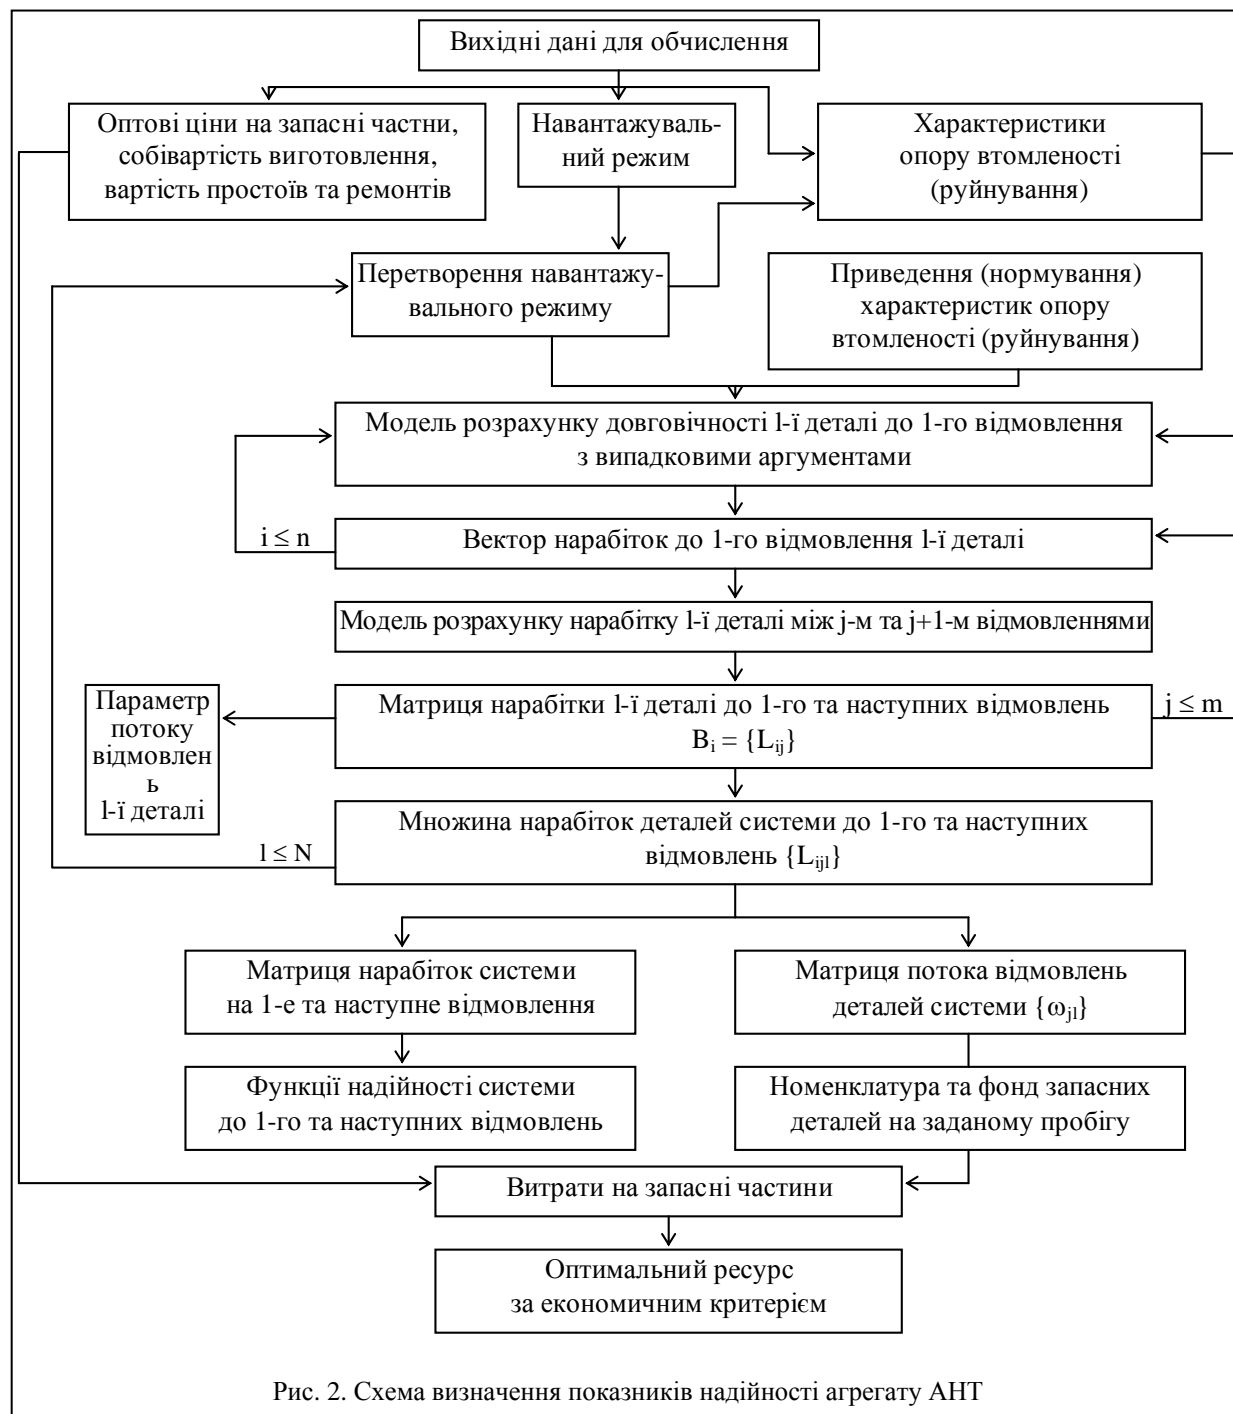 Вихідні дані для обчислення
Оптові ціни на запасні частни,
собівартість виготовлення,
вартість простоїв та ремонтів
Навантажуваль-
ний режим
Характеристики
опору втомленості
(руйнування)
Перетворення навантажу-
вального режиму
Приведення (нормування)
характеристик опору
втомленості (руйнування)
Модель розрахунку довговічності l-ї деталі до 1-го відмовлення
з випадковими аргументами
i ≤ n
Вектор нарабіток до 1-го відмовлення l-ї деталі
Модель розрахунку нарабітку l-ї деталі між j-м та j+1-м відмовленнями
Параметр
потоку
відмовлен
ь
l-ї деталі
Матриця нарабітки l-ї деталі до 1-го та наступних відмовлень
B_i = {L_ij}
j ≤ m
l ≤ N
Множина нарабіток деталей системи до 1-го та наступних
відмовлень {L_ijl}
Матриця нарабіток системи
на 1-е та наступне відмовлення
Матриця потока відмовлень
деталей системи {ω_jl}
Функції надійності системи
до 1-го та наступних відмовлень
Номенклатура та фонд запасних
деталей на заданому пробігу
Витрати на запасні частини
Оптимальний ресурс
за економичним критерієм
Рис. 2. Схема визначення показників надійності агрегату АНТ